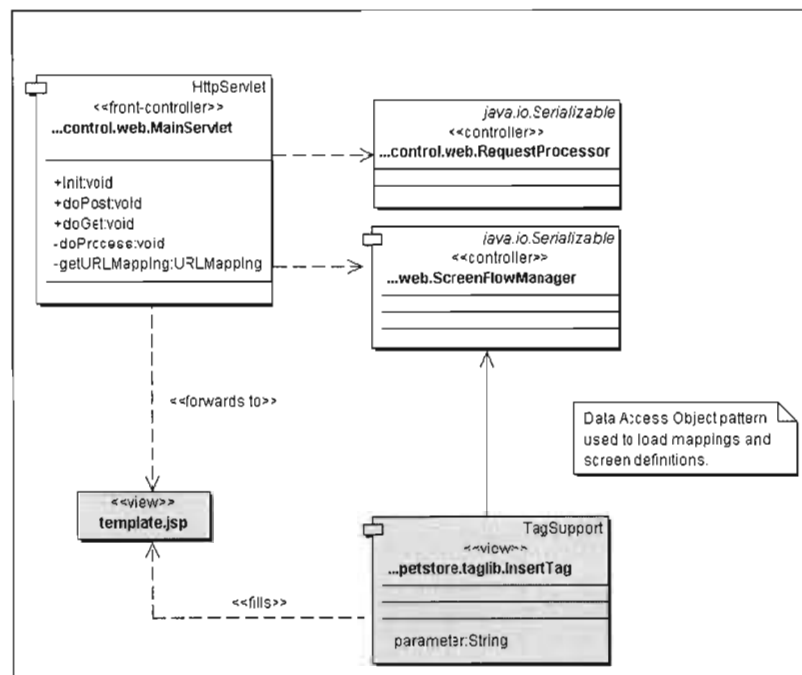 HttpServlet
<<front-controller>>
...control.web.MainServlet
+Init:void
+doPost:void
+doGet:void
-doProcess:void
-getURLMapping:URLMapping
java.io.Serializable
<<controller>>
...control.web.RequestProcessor
java.io.Serializable
<<controller>>
...web.ScreenFlowManager
<<forwards to>>
Data Access Object pattern
used to load mappings and
screen definitions.
<<view>>
template.jsp
TagSupport
<<view>>
...petstore.taglib.InsertTag
<<fills>>
parameter:String